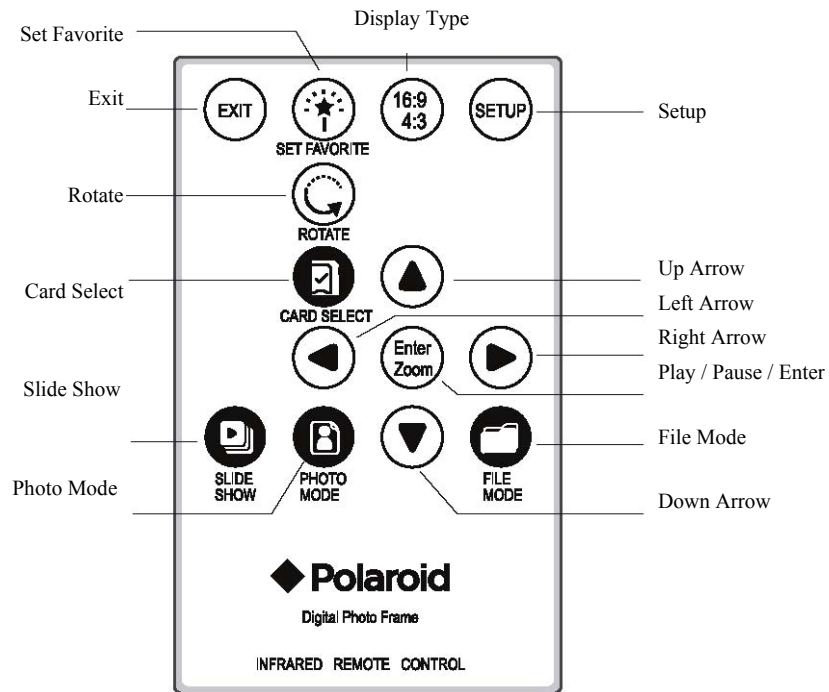 Display Type
Set Favorite
Exit
EXIT
16:9
4:3
SETUP
Setup
SET FAVORITE
Rotate
ROTATE
Card Select
CARD SELECT
Up Arrow
Left Arrow
Right Arrow
Enter
Zoom
Play / Pause / Enter
Slide Show
File Mode
SLIDE
SHOW
PHOTO
MODE
FILE
MODE
Photo Mode
Down Arrow
Polaroid
Digital Photo Frame
INFRARED REMOTE CONTROL